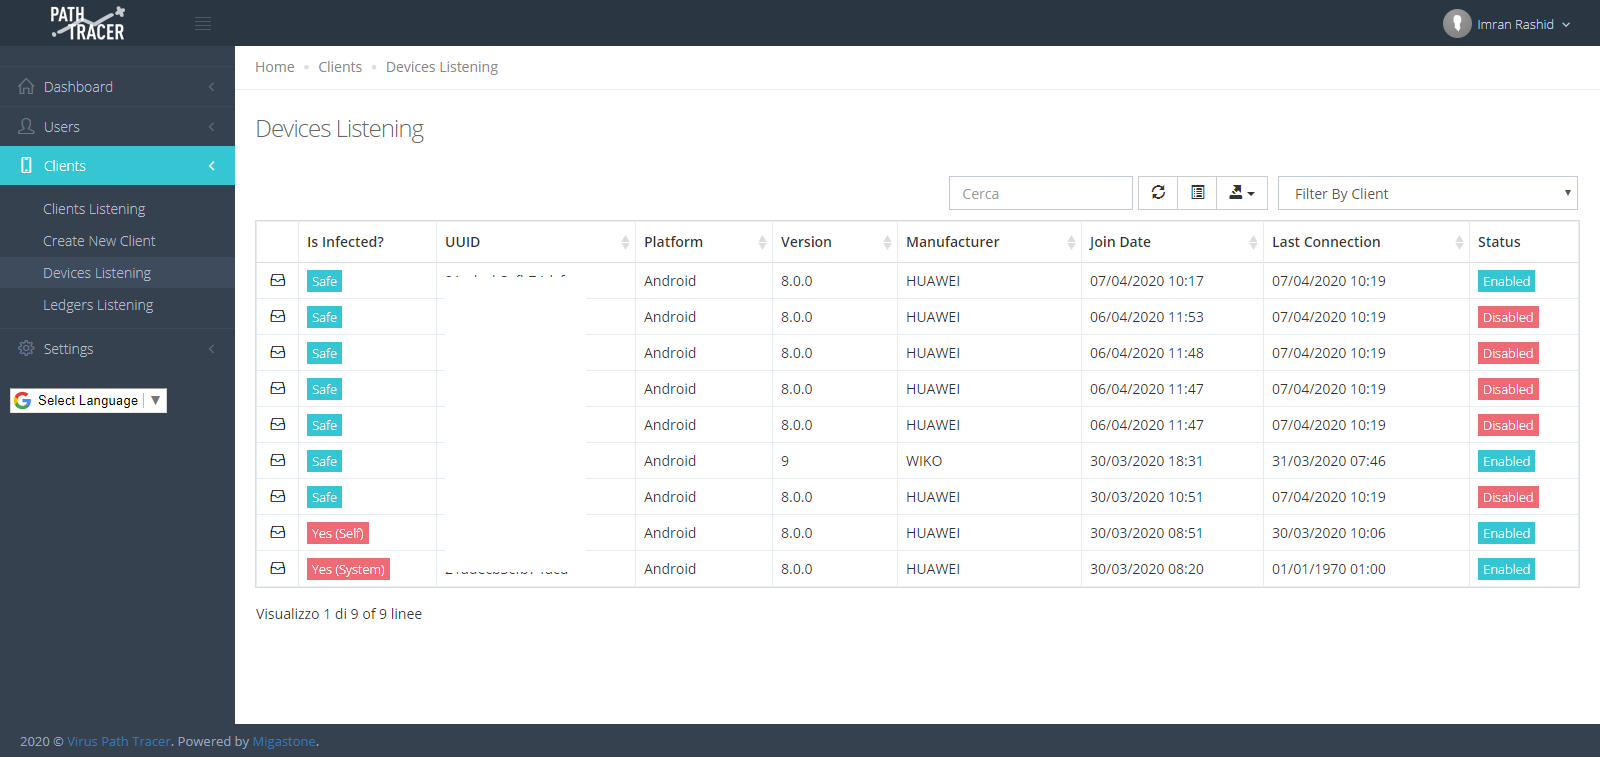 PATH
TRACER
Imran Rashid
Home Clients Devices Listening
Dashboard
Users
Clients
Clients Listening
Create New Client
Devices Listening
Ledgers Listening
Settings
Select Language ▼
Devices Listening
Cerca Filter By Client
Is Infected? UUID Platform Version Manufacturer Join Date Last Connection Status
Safe Android 8.0.0 HUAWEI 07/04/2020 10:17 07/04/2020 10:19 Enabled
Safe Android 8.0.0 HUAWEI 06/04/2020 11:53 07/04/2020 10:19 Disabled
Safe Android 8.0.0 HUAWEI 06/04/2020 11:48 07/04/2020 10:19 Disabled
Safe Android 8.0.0 HUAWEI 06/04/2020 11:47 07/04/2020 10:19 Disabled
Safe Android 8.0.0 HUAWEI 06/04/2020 11:47 07/04/2020 10:19 Disabled
Safe Android 9 WIKO 30/03/2020 18:31 31/03/2020 07:46 Enabled
Safe Android 8.0.0 HUAWEI 30/03/2020 10:51 07/04/2020 10:19 Disabled
Yes (Self) Android 8.0.0 HUAWEI 30/03/2020 08:51 30/03/2020 10:06 Enabled
Yes (System) Android 8.0.0 HUAWEI 30/03/2020 08:20 01/01/1970 01:00 Enabled
Visualizzo 1 di 9 of 9 linee
2020 © Virus Path Tracer. Powered by Migastone.